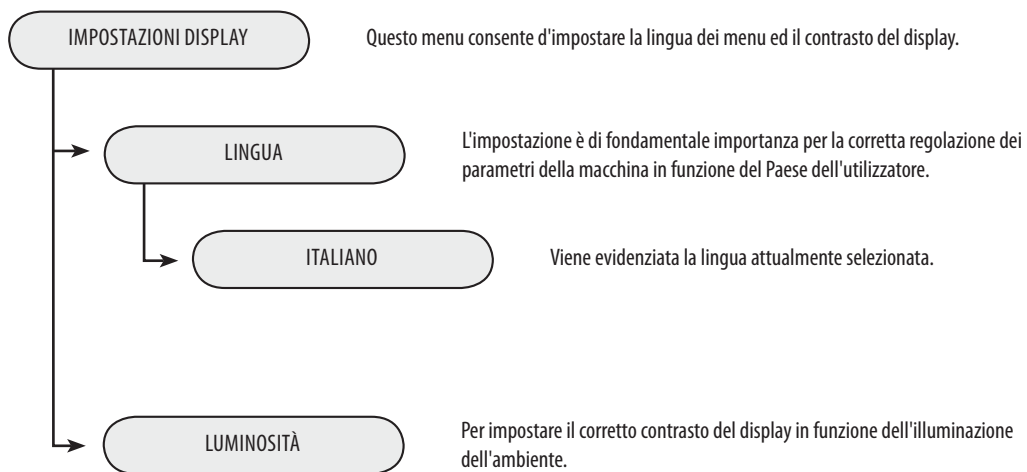 IMPOSTAZIONI DISPLAY
Questo menu consente d'impostare la lingua dei menu ed il contrasto del display.
LINGUA
L'impostazione è di fondamentale importanza per la corretta regolazione dei
parametri della macchina in funzione del Paese dell'utilizzatore.
ITALIANO
Viene evidenziata la lingua attualmente selezionata.
LUMINOSITÀ
Per impostare il corretto contrasto del display in funzione dell'illuminazione
dell'ambiente.